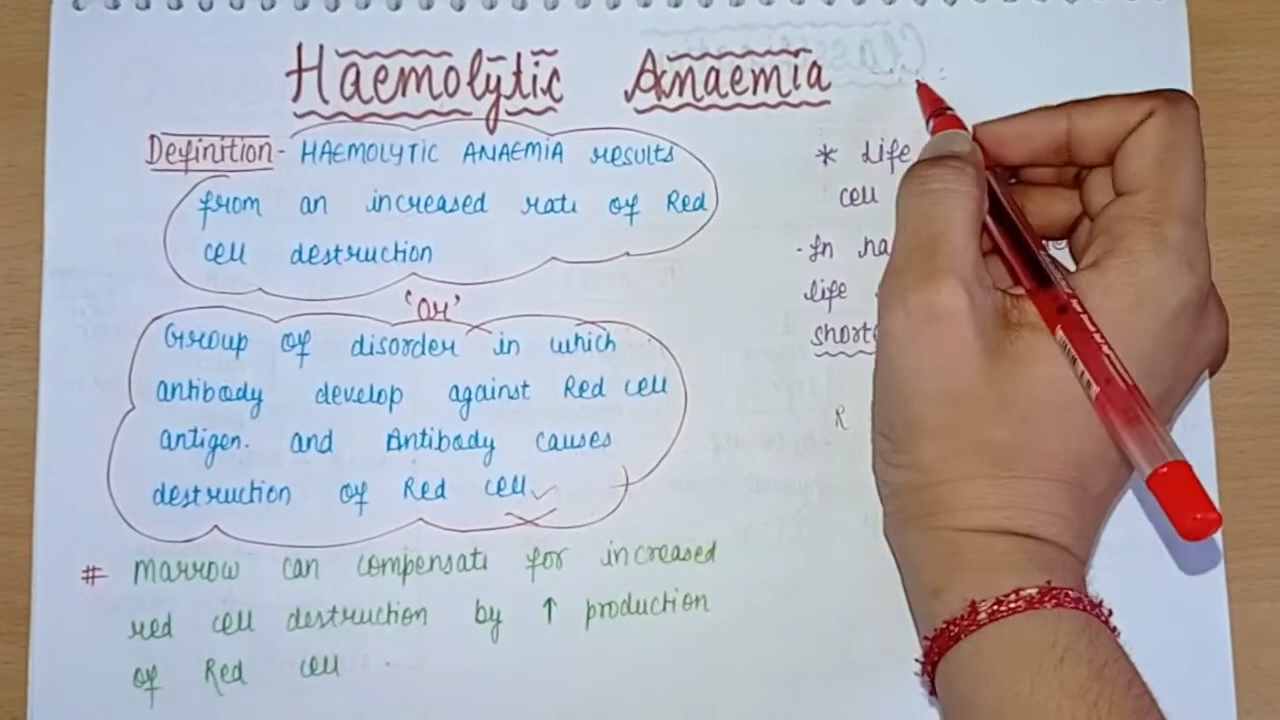 Haemolytic Anaemia
Definition - HAEMOLYTIC ANAEMIA results
from an increased rate of Red
cell destruction
'or'
Group of disorder in which
antibody develop against Red cell
antigen. and Antibody causes
destruction of Red cell
# Marrow can compensate for increased
red cell destruction by ↑ production
of Red cell
* Life
cell
- In
life
R